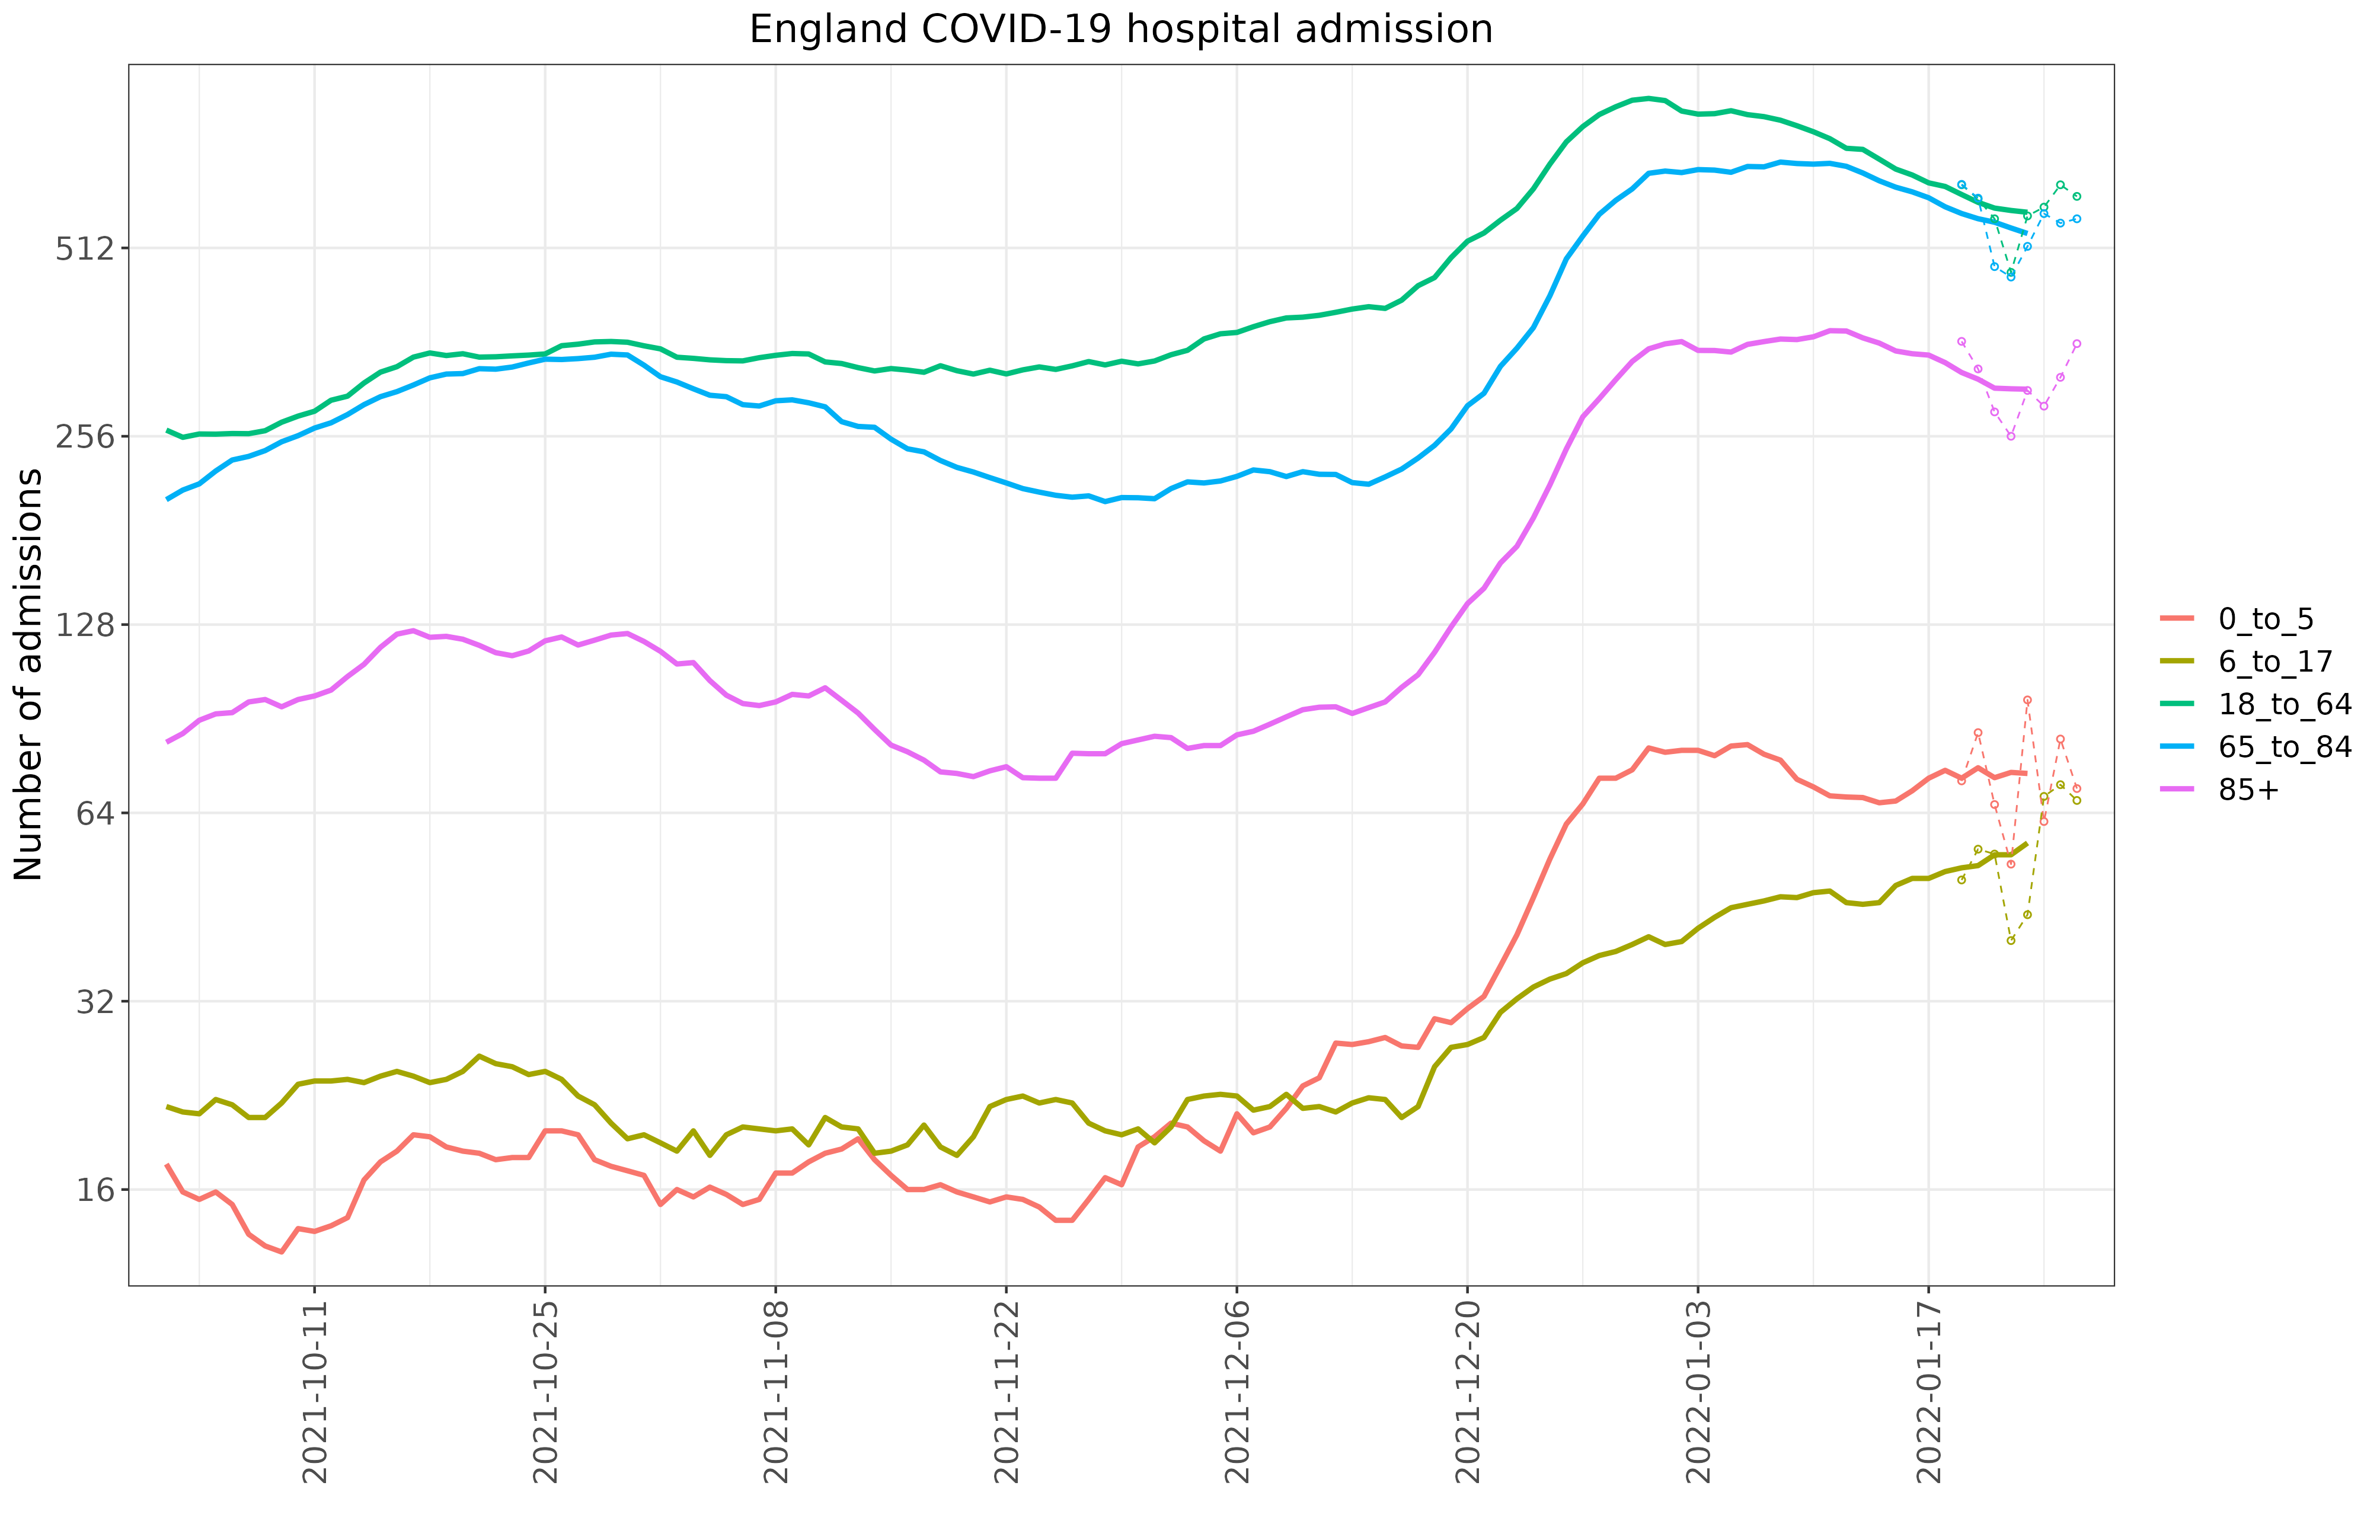 England COVID-19 hospital admission
Number of admissions
512
256
128
64
32
16
2021-10-11
2021-10-25
2021-11-08
2021-11-22
2021-12-06
2021-12-20
2022-01-03
2022-01-17
0_to_5
6_to_17
18_to_64
65_to_84
85+